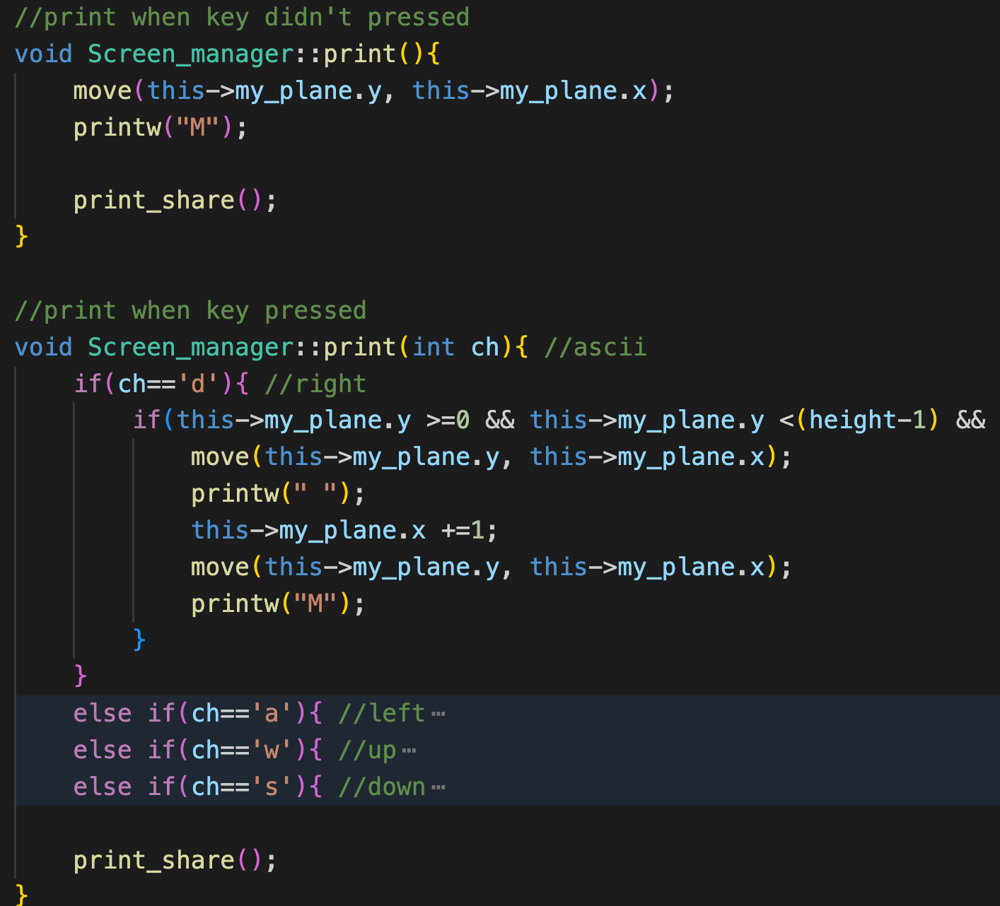 //print when key didn't pressed
void Screen_manager::print(){
    move(this->my_plane.y, this->my_plane.x);
    printw("M");

    print_share();
}

//print when key pressed
void Screen_manager::print(int ch){ //ascii
    if(ch=='d'){ //right
        if(this->my_plane.y >=0 && this->my_plane.y <(height-1) &&
            move(this->my_plane.y, this->my_plane.x);
            printw(" ");
            this->my_plane.x +=1;
            move(this->my_plane.y, this->my_plane.x);
            printw("M");
        }
    }
    else if(ch=='a'){ //left⋯
    else if(ch=='w'){ //up⋯
    else if(ch=='s'){ //down⋯

    print_share();
}